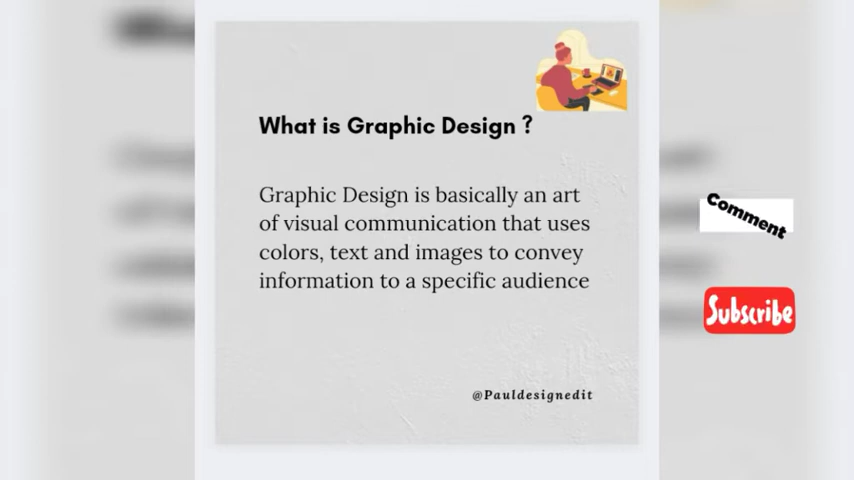 What is Graphic Design ?
Graphic Design is basically an art
of visual communication that uses
colors, text and images to convey
information to a specific audience
@Pauldesignedit
Comment
Subscribe